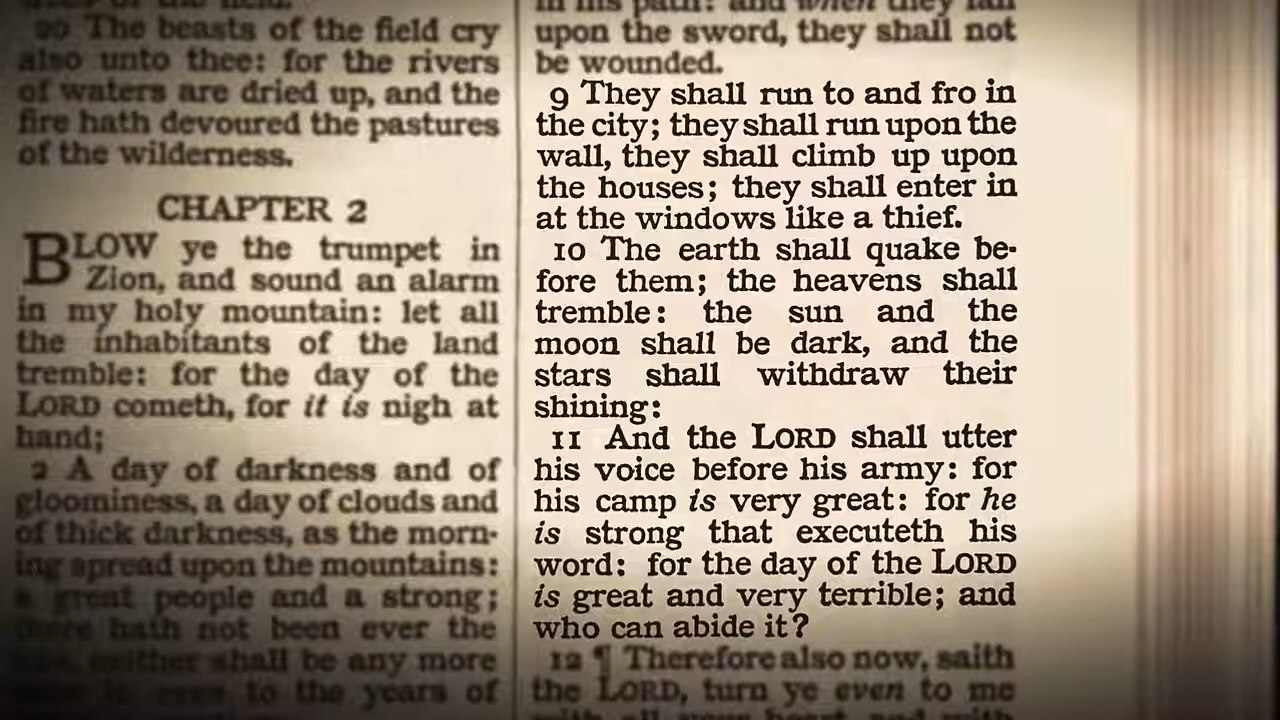 20 The beasts of the field cry
also unto thee: for the rivers
of waters are dried up, and the
fire hath devoured the pastures
of the wilderness.
CHAPTER 2
BLOW ye the trumpet in
Zion, and sound an alarm
in my holy mountain: let all
the inhabitants of the land
tremble: for the day of the
LORD cometh, for it is nigh at
hand;
2 A day of darkness and of
gloominess, a day of clouds and
of thick darkness, as the morn-
ing spread upon the mountains:
a great people and a strong;
there hath not been ever the
neither shall be any more
to the years of
in his path: and when they fall
upon the sword, they shall not
be wounded.
9 They shall run to and fro in
the city; they shall run upon the
wall, they shall climb up upon
the houses; they shall enter in
at the windows like a thief.
10 The earth shall quake be-
fore them; the heavens shall
tremble: the sun and the
moon shall be dark, and the
stars shall withdraw their
shining:
11 And the LORD shall utter
his voice before his army: for
his camp is very great: for he
is strong that executeth his
word: for the day of the LORD
is great and very terrible; and
who can abide it?
12 ¶ Therefore also now, saith
the LORD, turn ye even to me